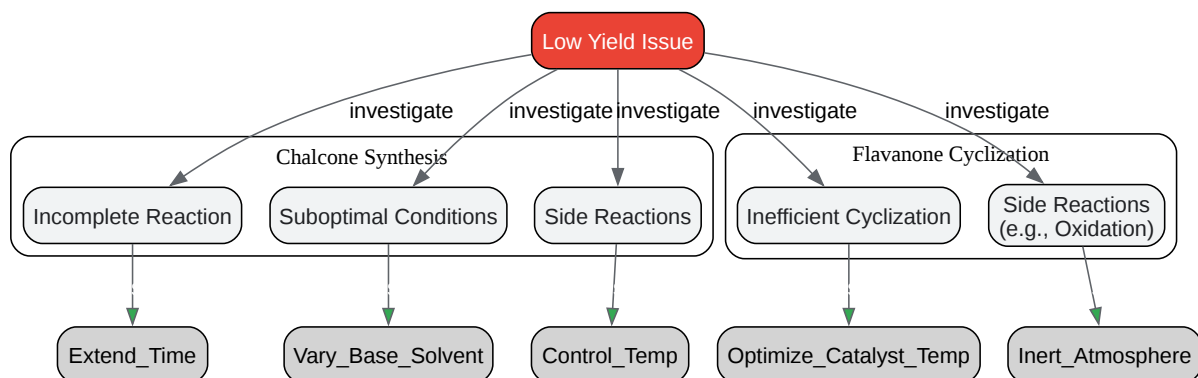 Low Yield Issue
investigate
investigate
investigate
investigate
investigate
Chalcone Synthesis
Flavanone Cyclization
Incomplete Reaction
Suboptimal Conditions
Side Reactions
Inefficient Cyclization
Side Reactions
(e.g., Oxidation)
Extend_Time
Vary_Base_Solvent
Control_Temp
Optimize_Catalyst_Temp
Inert_Atmosphere